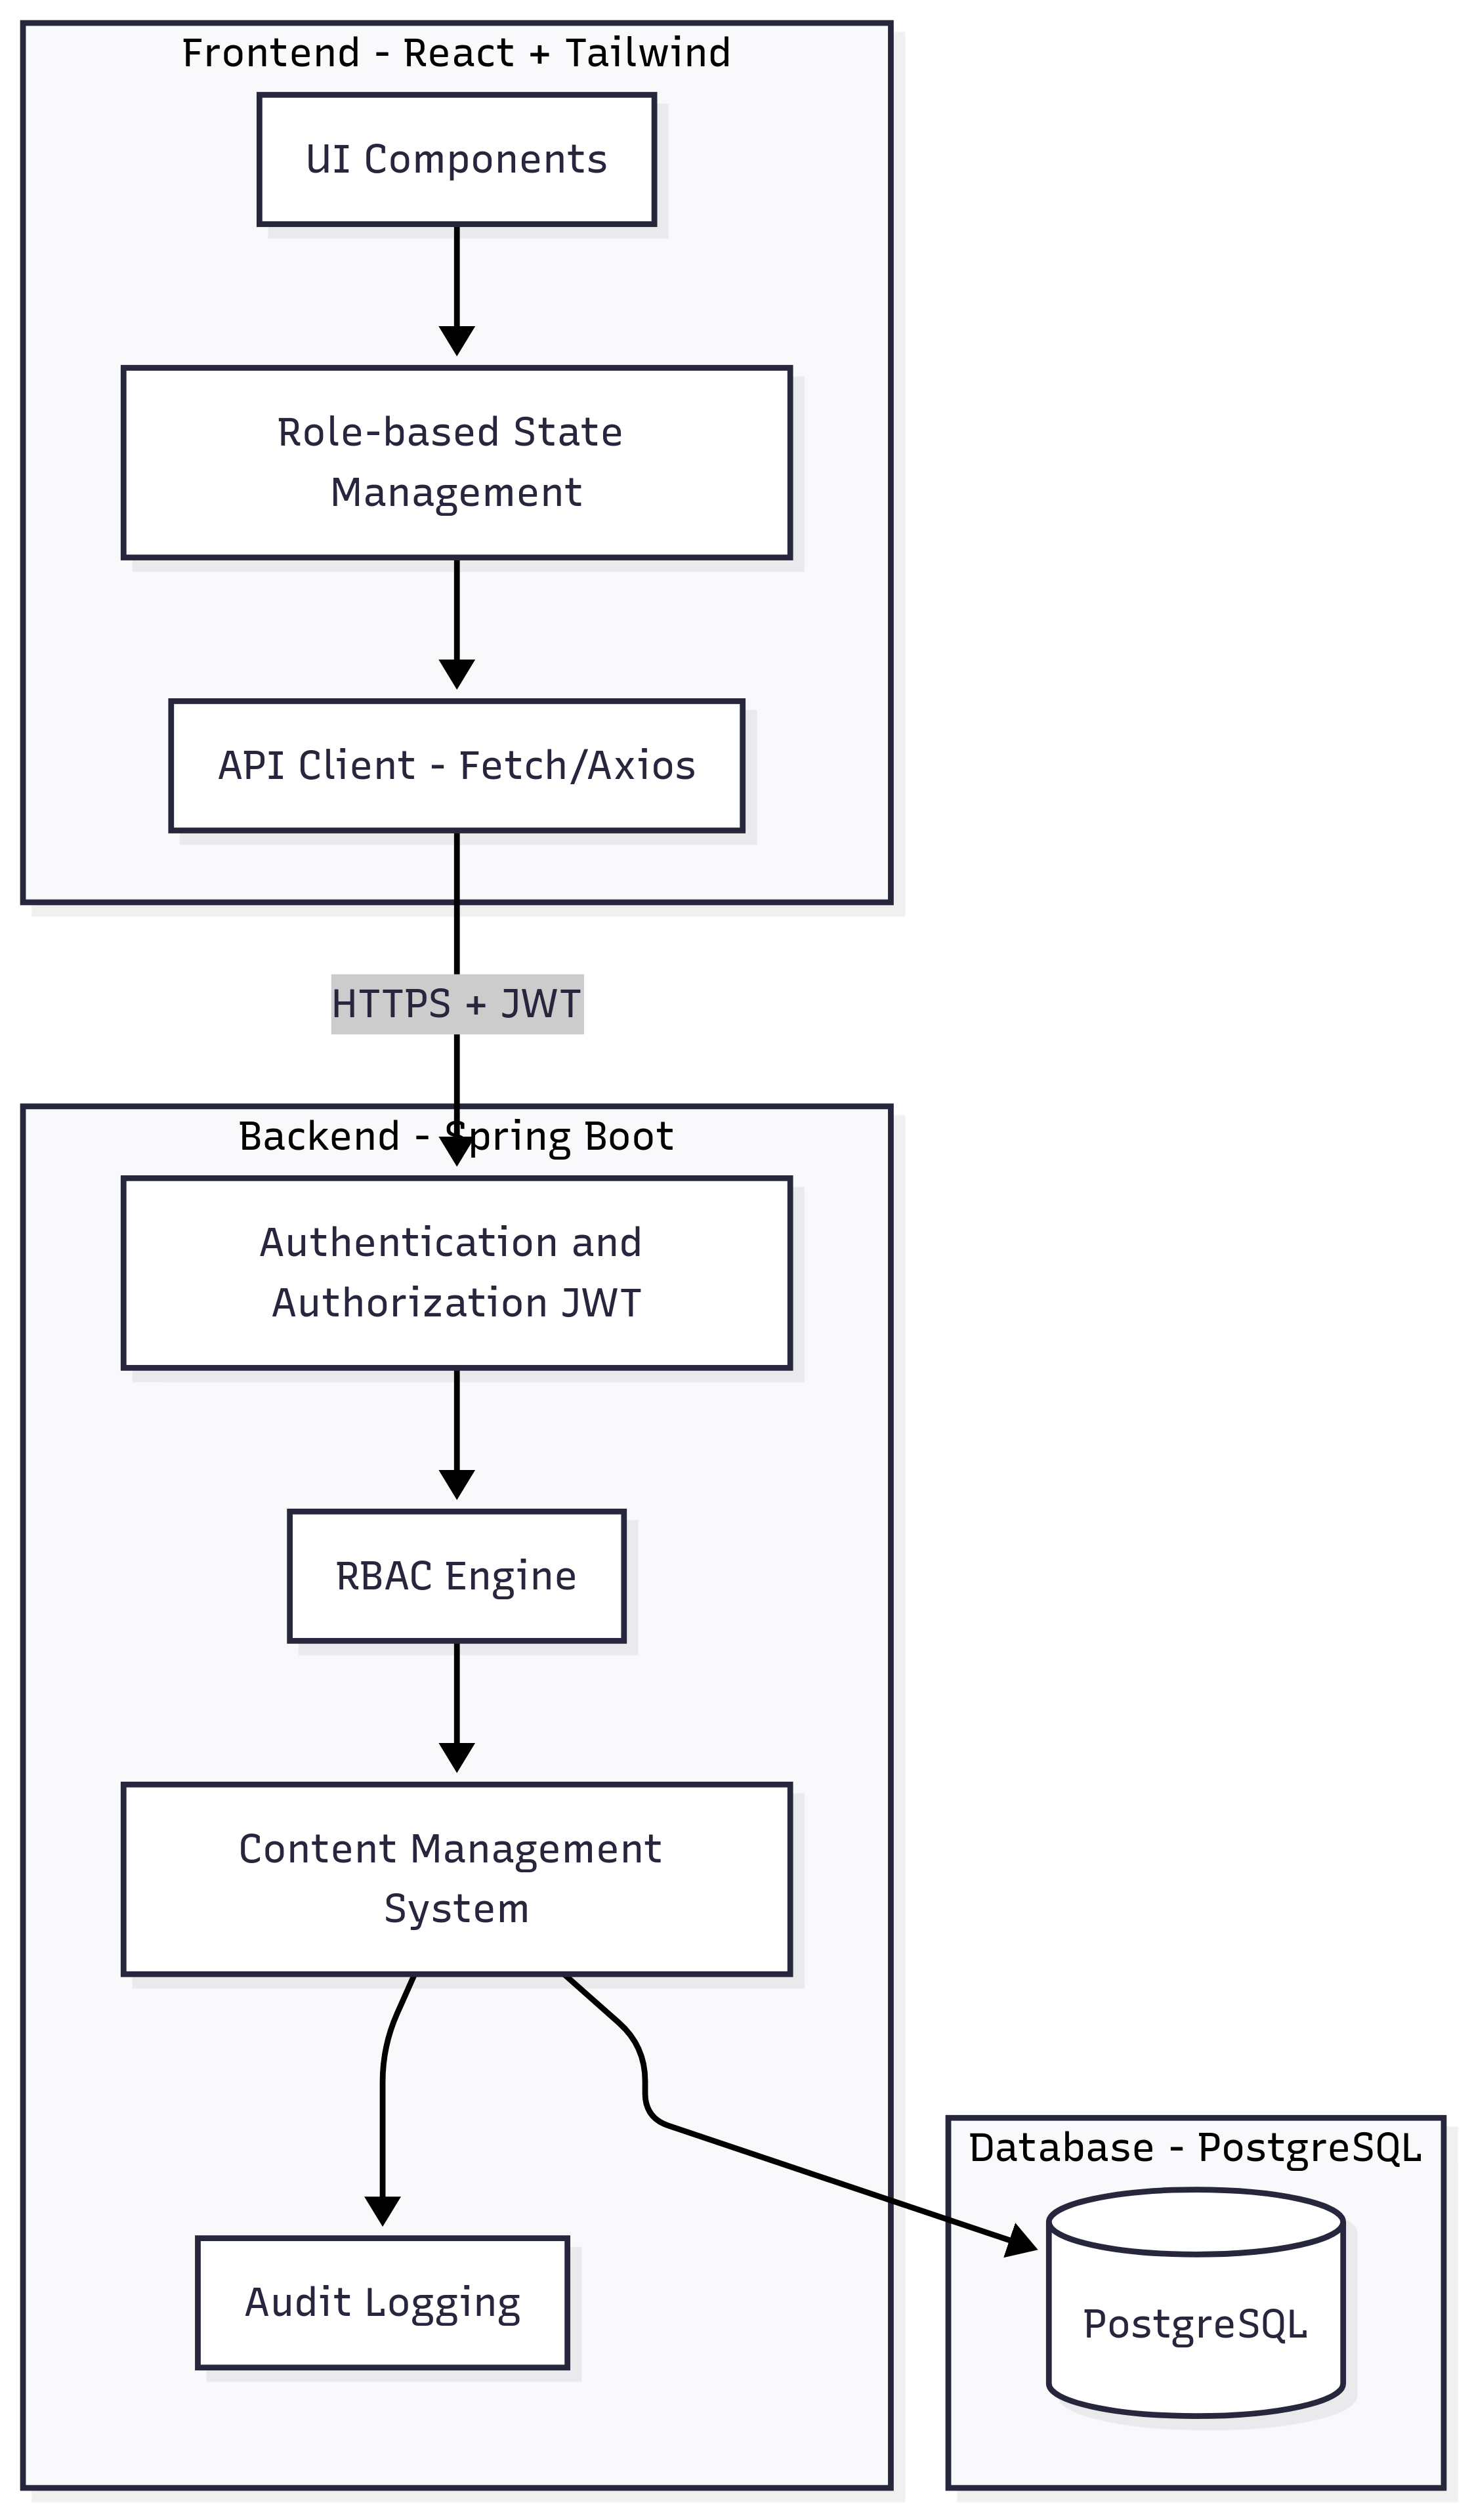 Frontend - React + Tailwind
UI Components
Role-based State
Management
API Client - Fetch/Axios
HTTPS + JWT
Backend - Spring Boot
Authentication and
Authorization JWT
RBAC Engine
Content Management
System
Audit Logging
Database - PostgreSQL
PostgreSQL